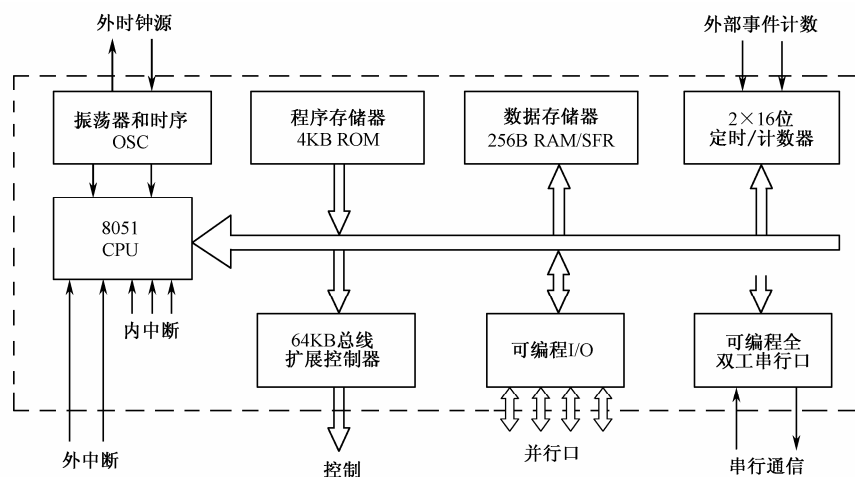 外时钟源
外部事件计数
振荡器和时序
OSC
程序存储器
4KB ROM
数据存储器
256B RAM/SFR
2×16位
定时/计数器
8051
CPU
内中断
64KB总线
扩展控制器
可编程I/O
可编程全
双工串行口
外中断
控制
并行口
串行通信